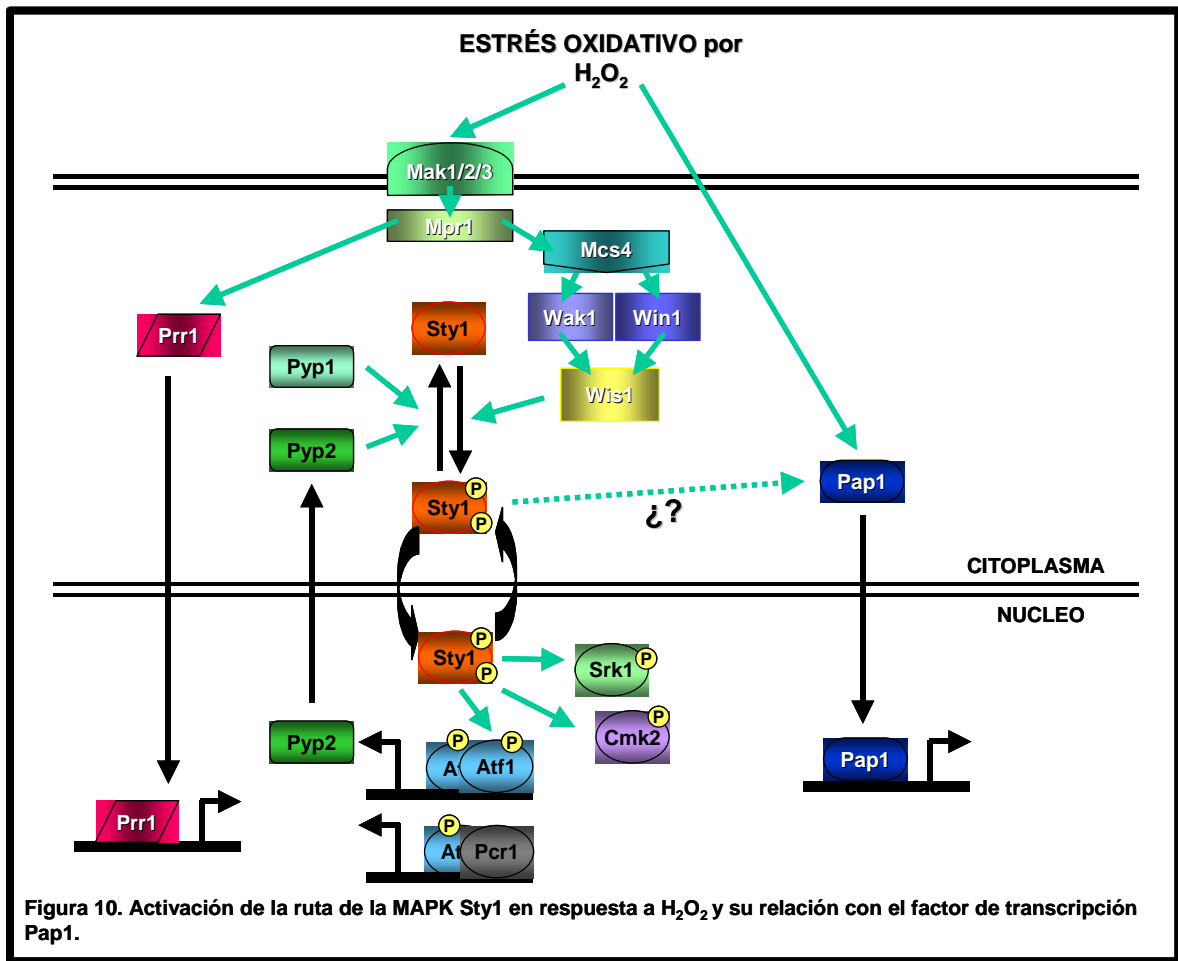 ESTRÉS OXIDATIVO por
H₂O₂
Mak1/2/3
Mpr1
Mcs4
Wak1
Win1
Prr1
Sty1
Pyp1
Wis1
Pyp2
Sty1
P
P
Pap1
¿?
CITOPLASMA
NUCLEO
Sty1
P
P
Srk1
P
Cmk2
P
Pyp2
At
P
Atf1
P
Pap1
Prr1
At
P
Pcr1
Figura 10. Activación de la ruta de la MAPK Sty1 en respuesta a H₂O₂ y su relación con el factor de transcripción
Pap1.